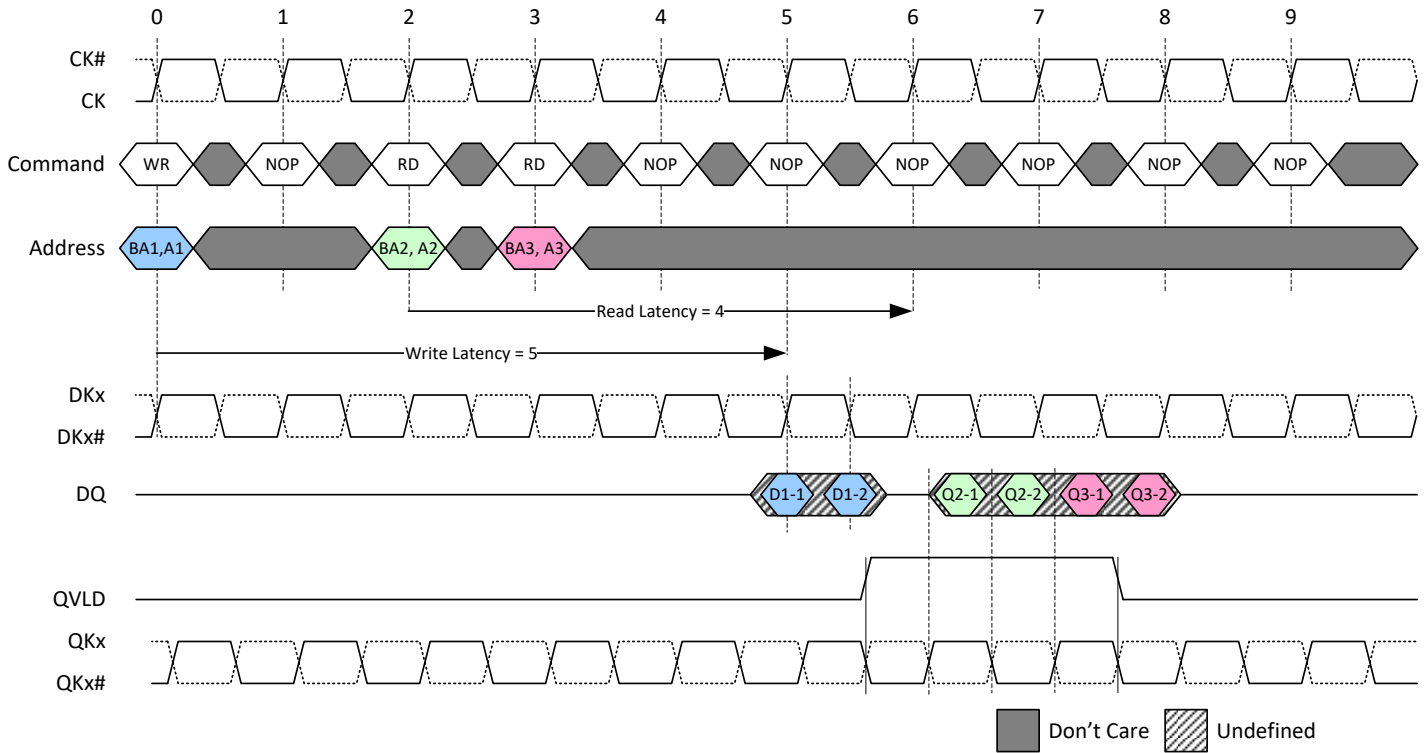 0 1 2 3 4 5 6 7 8 9
CK#
CK
Command WR NOP RD RD NOP NOP NOP NOP NOP NOP
Address BA1,A1 BA2, A2 BA3, A3
Read Latency = 4
Write Latency = 5
DKx
DKx#
DQ D1-1 D1-2 Q2-1 Q2-2 Q3-1 Q3-2
QVLD
QKx
QKx#
Don't Care Undefined